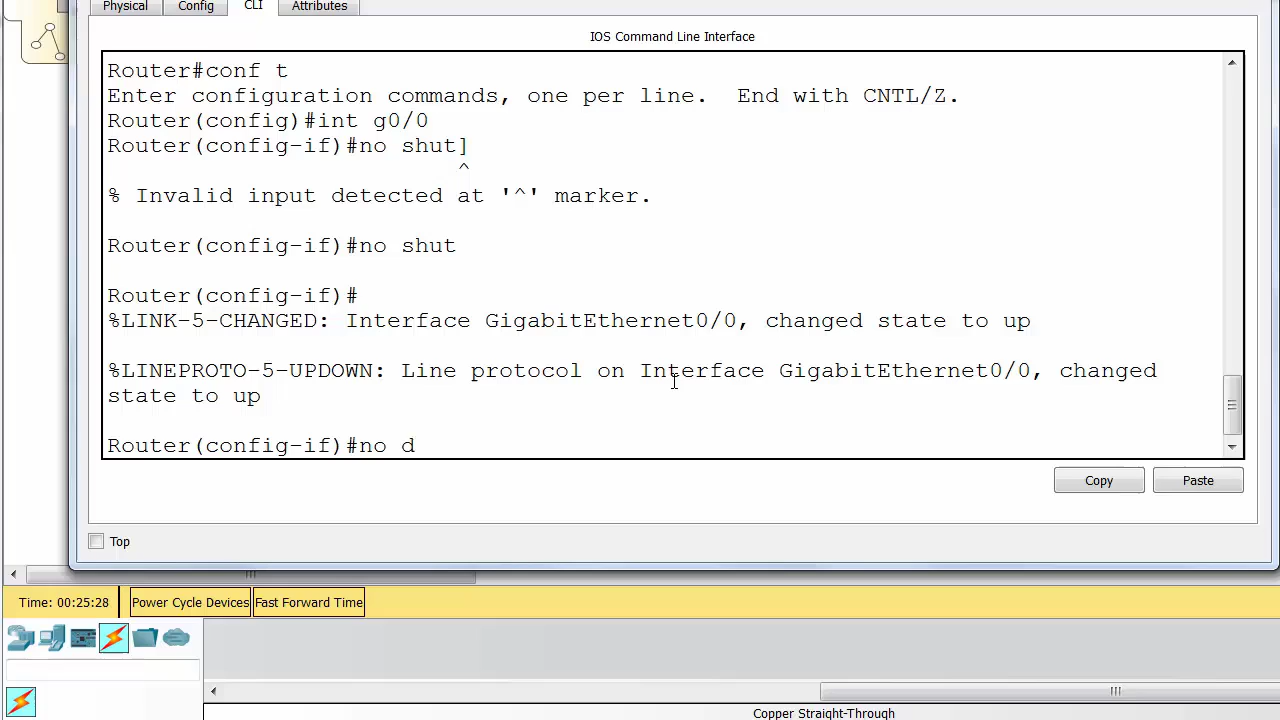 Physical Config CLI Attributes
IOS Command Line Interface
Router#conf t
Enter configuration commands, one per line.  End with CNTL/Z.
Router(config)#int g0/0
Router(config-if)#no shut]
^
% Invalid input detected at '^' marker.
Router(config-if)#no shut
Router(config-if)#
%LINK-5-CHANGED: Interface GigabitEthernet0/0, changed state to up
%LINEPROTO-5-UPDOWN: Line protocol on Interface GigabitEthernet0/0, changed
state to up
Router(config-if)#no d
Copy Paste
Top
Time: 00:25:28 Power Cycle Devices Fast Forward Time
Copper Straight-Through